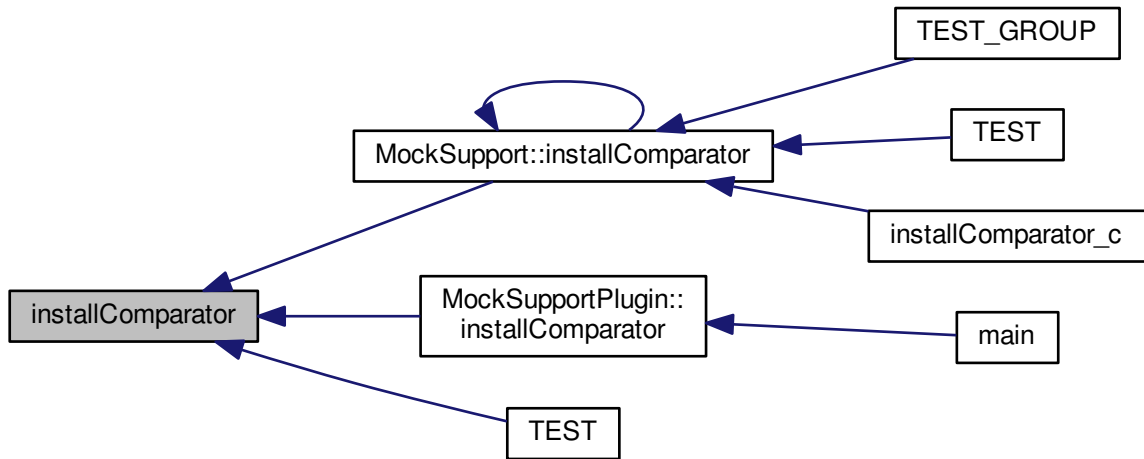 TEST_GROUP
TEST
MockSupport::installComparator
installComparator_c
installComparator
MockSupportPlugin::
installComparator
main
TEST